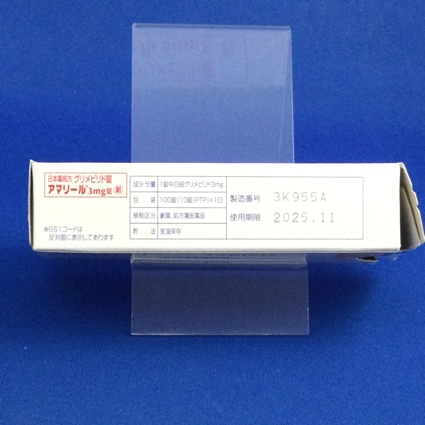 日本薬局方 グリメピリド錠
アマリール® 3mg錠 劇
※GS1コードは
反対面に表示してあります
成分・分量 1錠中日局グリメピリド3mg
包 装 100錠(10錠(PTP)×10)
規制区分 劇薬、処方箋医薬品
貯 法 室温保存
製造番号 3K955A
使用期限 2025.11